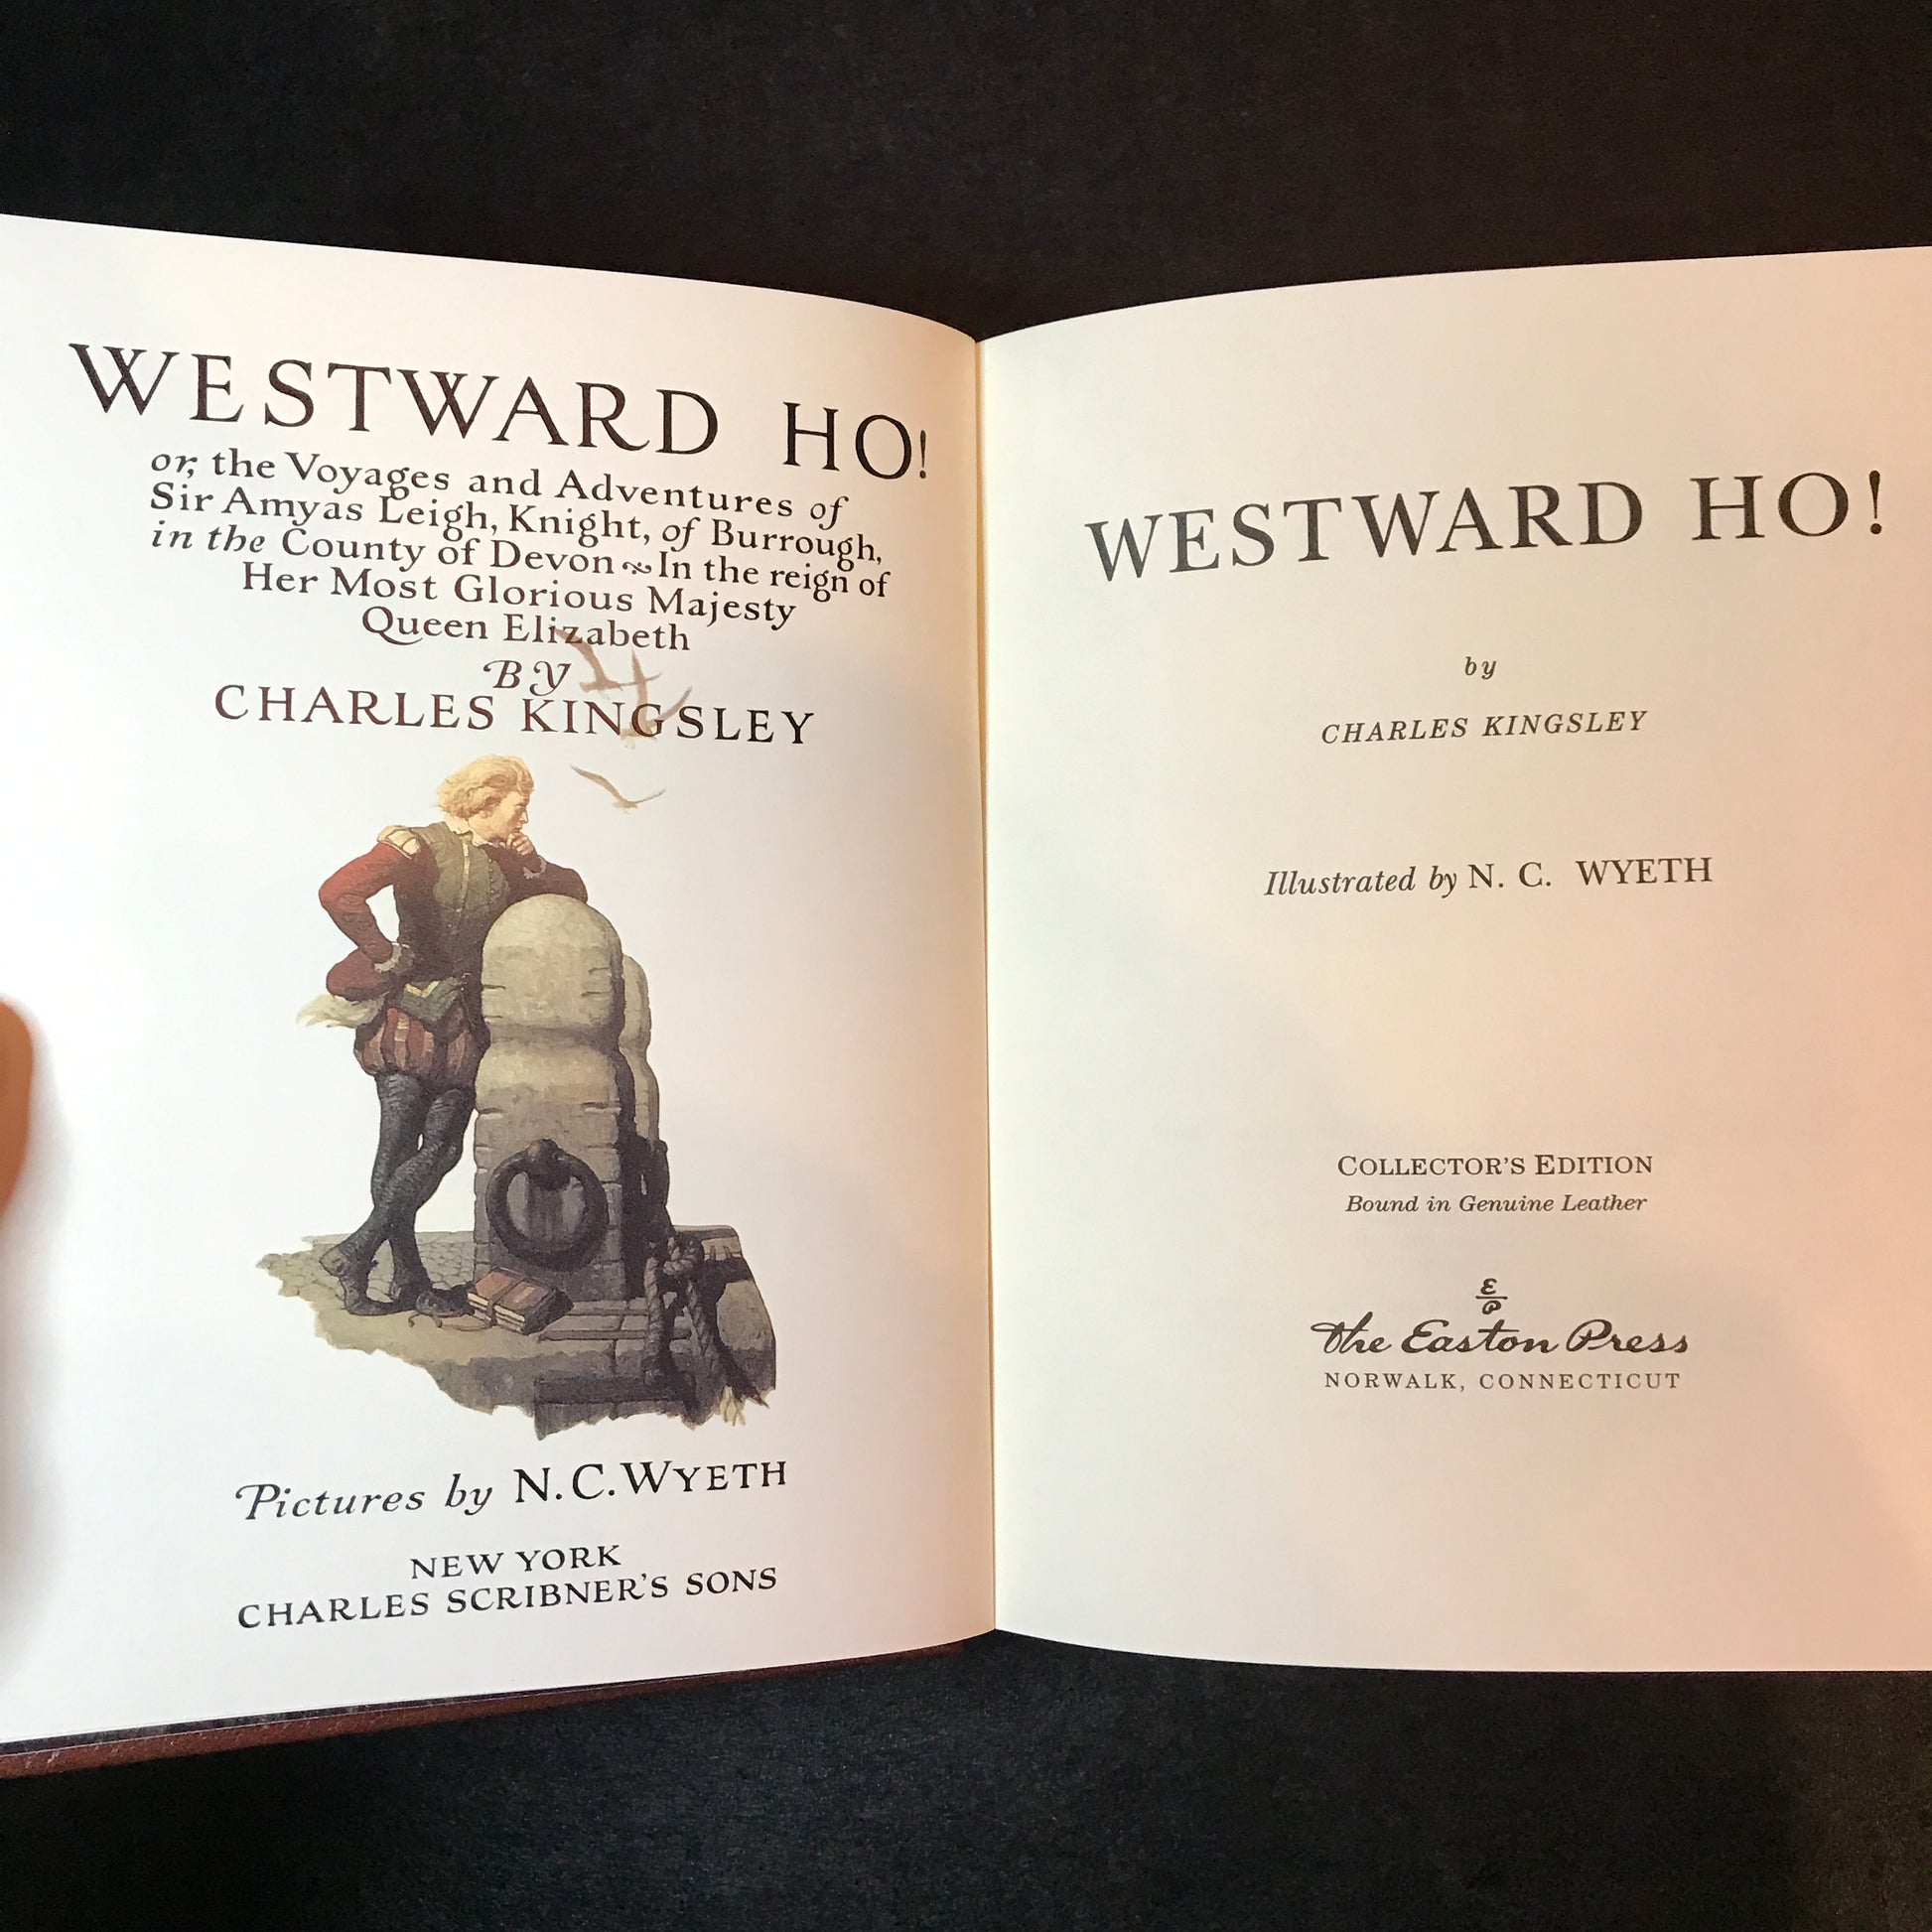 WESTWARD HO!
or, the Voyages and Adventures of
Sir Amyas Leigh, Knight, of Burrough,
in the County of Devon ~ In the reign of
Her Most Glorious Majesty
Queen Elizabeth
BY
CHARLES KINGSLEY
Pictures by N.C. WYETH
NEW YORK
CHARLES SCRIBNER'S SONS
WESTWARD HO!
by
CHARLES KINGSLEY
Illustrated by N. C. WYETH
COLLECTOR'S EDITION
Bound in Genuine Leather
E
P
The Easton Press
NORWALK, CONNECTICUT